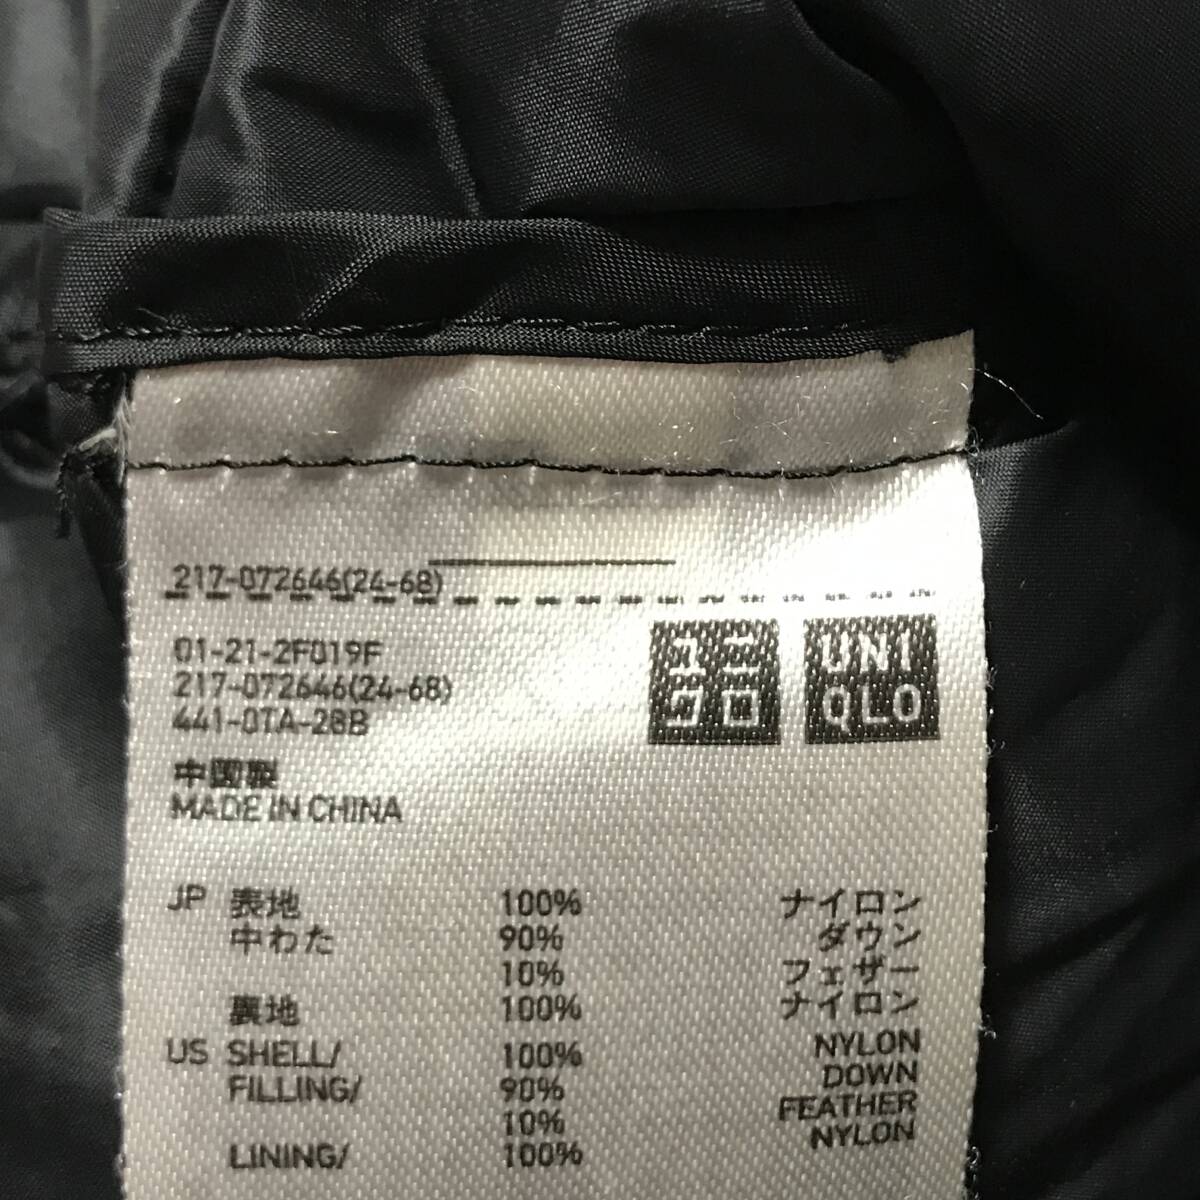 217-072646(24-68)
01-21-2F019F
217-072646(24-68)
441-0TA-28B
ユニ
クロ
UNI
QLO
中国製
MADE IN CHINA
JP 表地 100% ナイロン
中わた 90% ダウン
10% フェザー
裏地 100% ナイロン
US SHELL/ 100% NYLON
FILLING/ 90% DOWN
10% FEATHER
LINING/ 100% NYLON